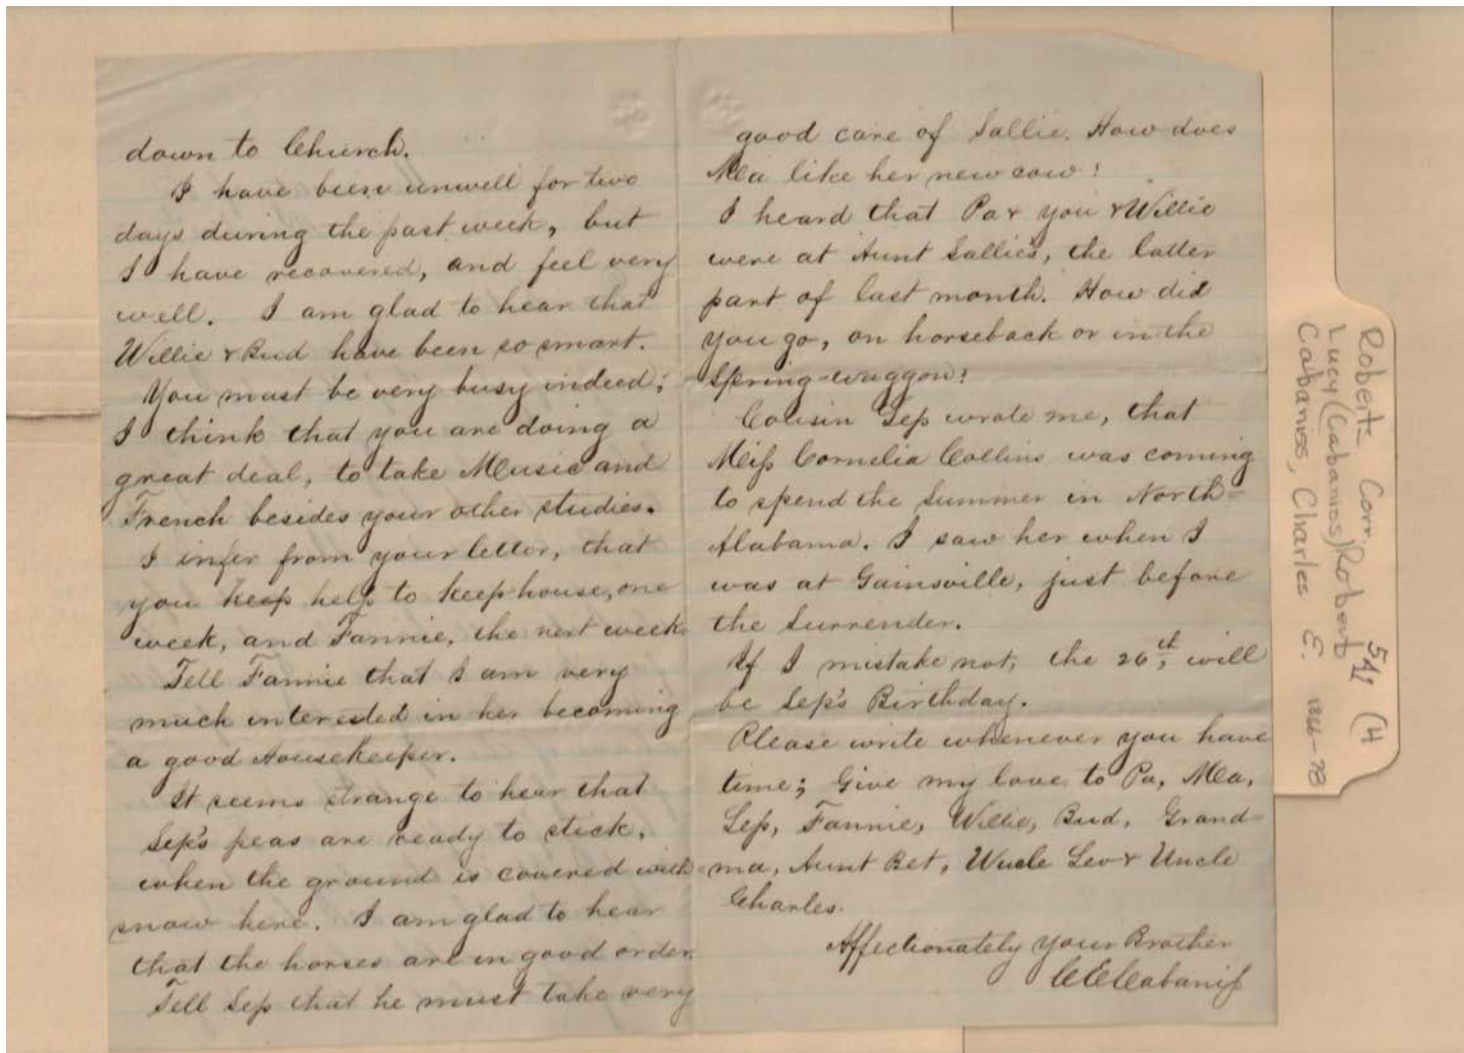 down to Church.
I have been unwell for two
days during the past week, but
I have recovered, and feel very
well. I am glad to hear that
Willie & Bud have been so smart.
You must be very busy indeed;
I think that you are doing a
great deal, to take Music and
French besides your other studies.
I infer from your letter, that
you keep help to keep house, one
week, and Fannie, the next week.
Tell Fannie that I am very
much interested in her becoming
a good Housekeeper.
It seems strange to hear that
Sep's peas are ready to stick,
when the ground is covered with
snow here. I am glad to hear
that the horses are in good order.
Tell Sep that he must take very
good care of Sallie. How does
Ma like her new cow?
I heard that Pa & you & Willie
were at Aunt Sallie's, the latter
part of last month. How did
you go, on horseback or in the
Spring-waggon?
Cousin Sep wrote me, that
Miss Cornelia Collins was coming
to spend the Summer in North-
Alabama. I saw her when I
was at Gainsville, just before
the Surrender.
If I mistake not, the 26th, will
be Sep's Birthday.
Please write whenever you have
time; Give my love to Pa, Ma,
Sep, Fannie, Willie, Bud, Grand-
ma, Aunt Bet, Uncle Sev & Uncle
Charles.
Affectionately your Brother
C E Cabaniss
Roberts Corr. 541 (H
Lucy (Cabaniss) Robert
Cabaniss, Charles E. 1866-78